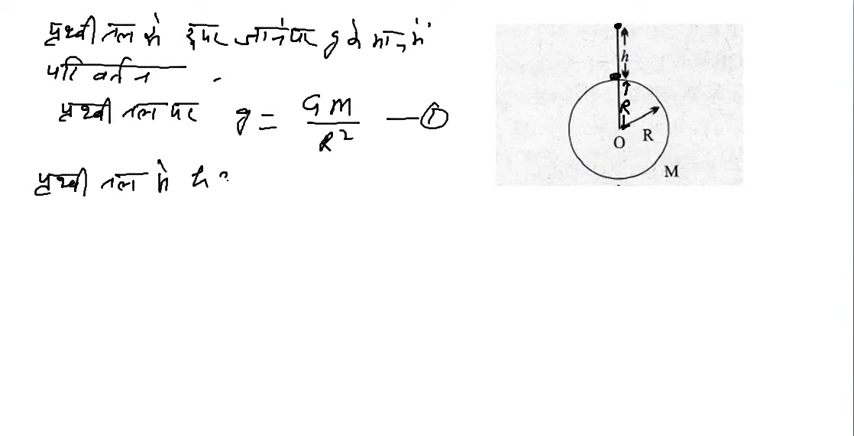 पृथ्वी तल से ऊपर जाने पर g के मान में
परिवर्तन
पृथ्वी तल पर g = GM/R² —①
पृथ्वी तल से h
h
R
O
R
M